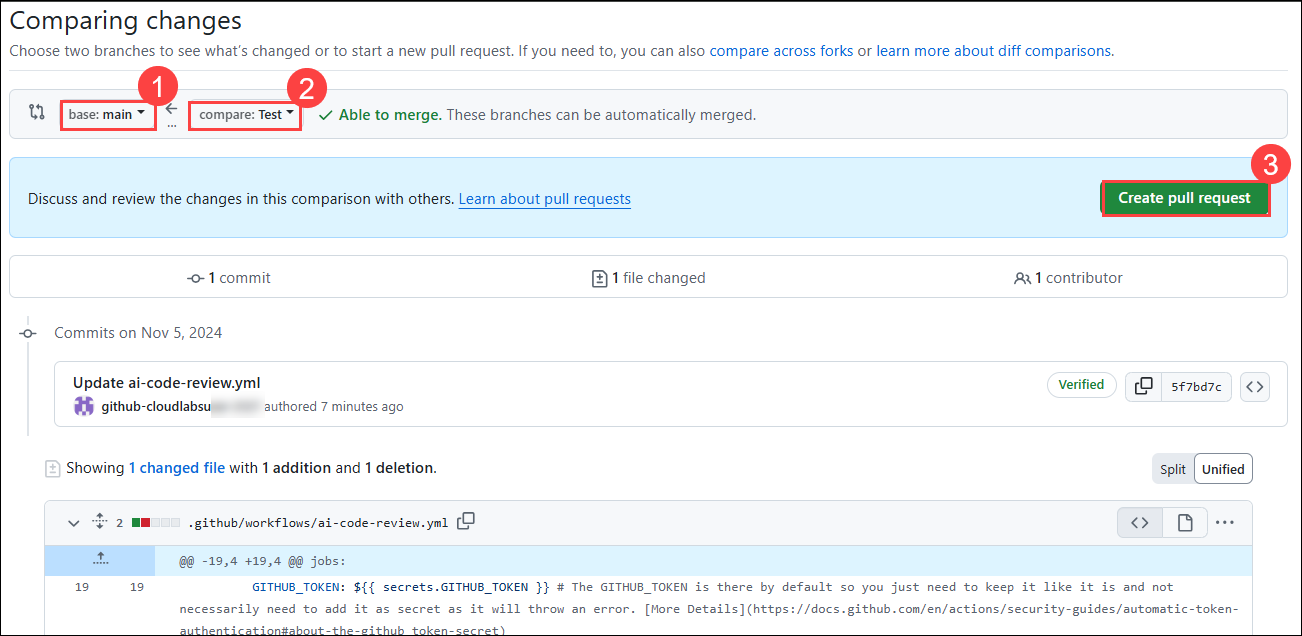 Comparing changes
Choose two branches to see what's changed or to start a new pull request. If you need to, you can also compare across forks or learn more about diff comparisons.
1
2
base: main
...
compare: Test
Able to merge. These branches can be automatically merged.
3
Discuss and review the changes in this comparison with others. Learn about pull requests
Create pull request
1 commit
1 file changed
1 contributor
Commits on Nov 5, 2024
Update ai-code-review.yml
github-cloudlabsu authored 7 minutes ago
Verified
5f7bd7c
Showing 1 changed file with 1 addition and 1 deletion.
Split
Unified
2 .github/workflows/ai-code-review.yml
@@ -19,4 +19,4 @@ jobs:
19 19 GITHUB_TOKEN: ${{ secrets.GITHUB_TOKEN }} # The GITHUB_TOKEN is there by default so you just need to keep it like it is and not
necessarily need to add it as secret as it will throw an error. [More Details](https://docs.github.com/en/actions/security-guides/automatic-token-
authentication#about-the-github_token-secret)